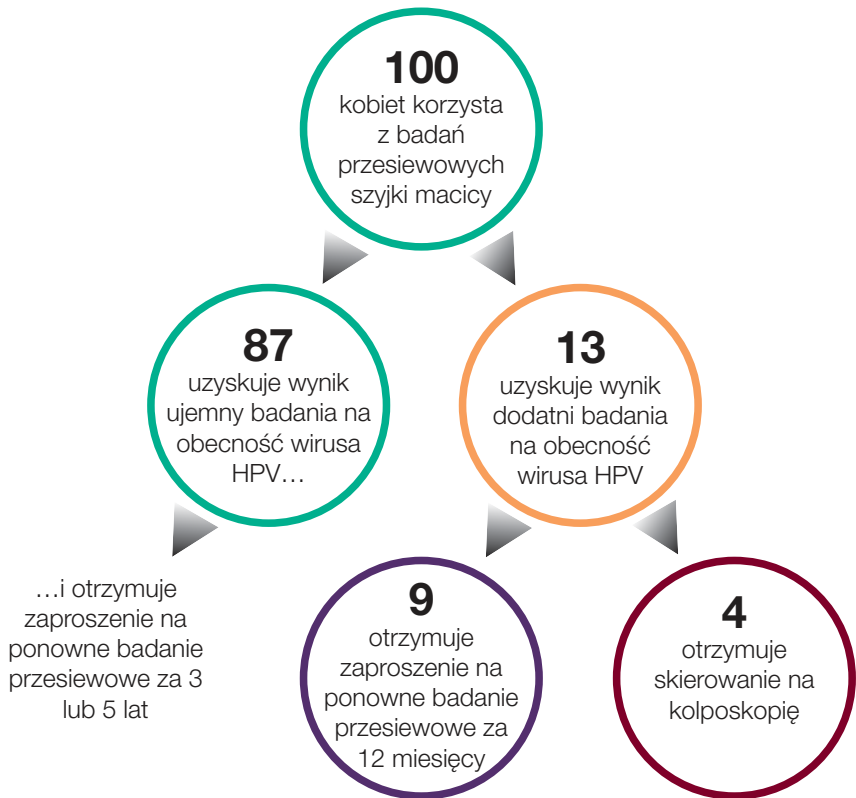 100
kobiet korzysta
z badań
przesiewowych
szyjki macicy
87
uzyskuje wynik
ujemny badania na
obecność wirusa
HPV…
13
uzyskuje wynik
dodatni badania
na obecność
wirusa HPV
…i otrzymuje
zaproszenie na
ponowne badanie
przesiewowe za 3
lub 5 lat
9
otrzymuje
zaproszenie na
ponowne badanie
przesiewowe za
12 miesięcy
4
otrzymuje
skierowanie na
kolposkopię